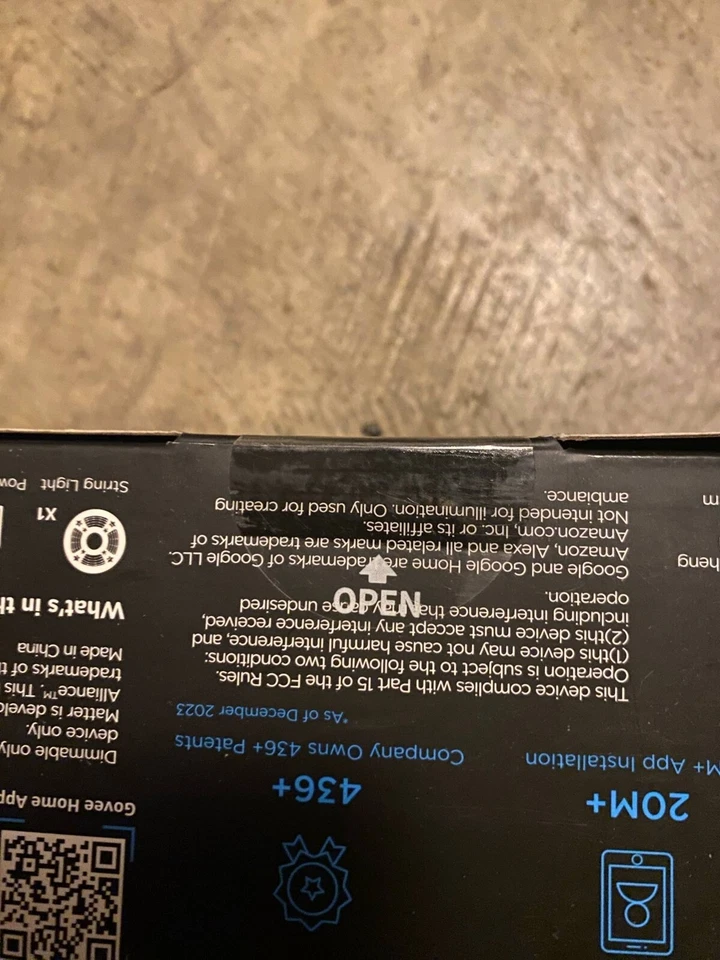 OPEN
20M+
M+ App Installation
436+
Company Owns 436+ Patents
*As of December 2023
This device complies with Part 15 of the FCC Rules.
Operation is subject to the following two conditions:
(1)this device may not cause harmful interference, and
(2)this device must accept any interference received,
including interference that may cause undesired
operation.
Google and Google Home are trademarks of Google LLC.
Amazon, Alexa and all related marks are trademarks of
Amazon.com, Inc. or its affiliates.
Not intended for illumination. Only used for creating
ambiance.
Govee Home App
Dimmable only
device only.
Matter is develo
Alliance™. This
trademarks of th
Made in China
What's in th
X1
String Light
Pow
heng
m